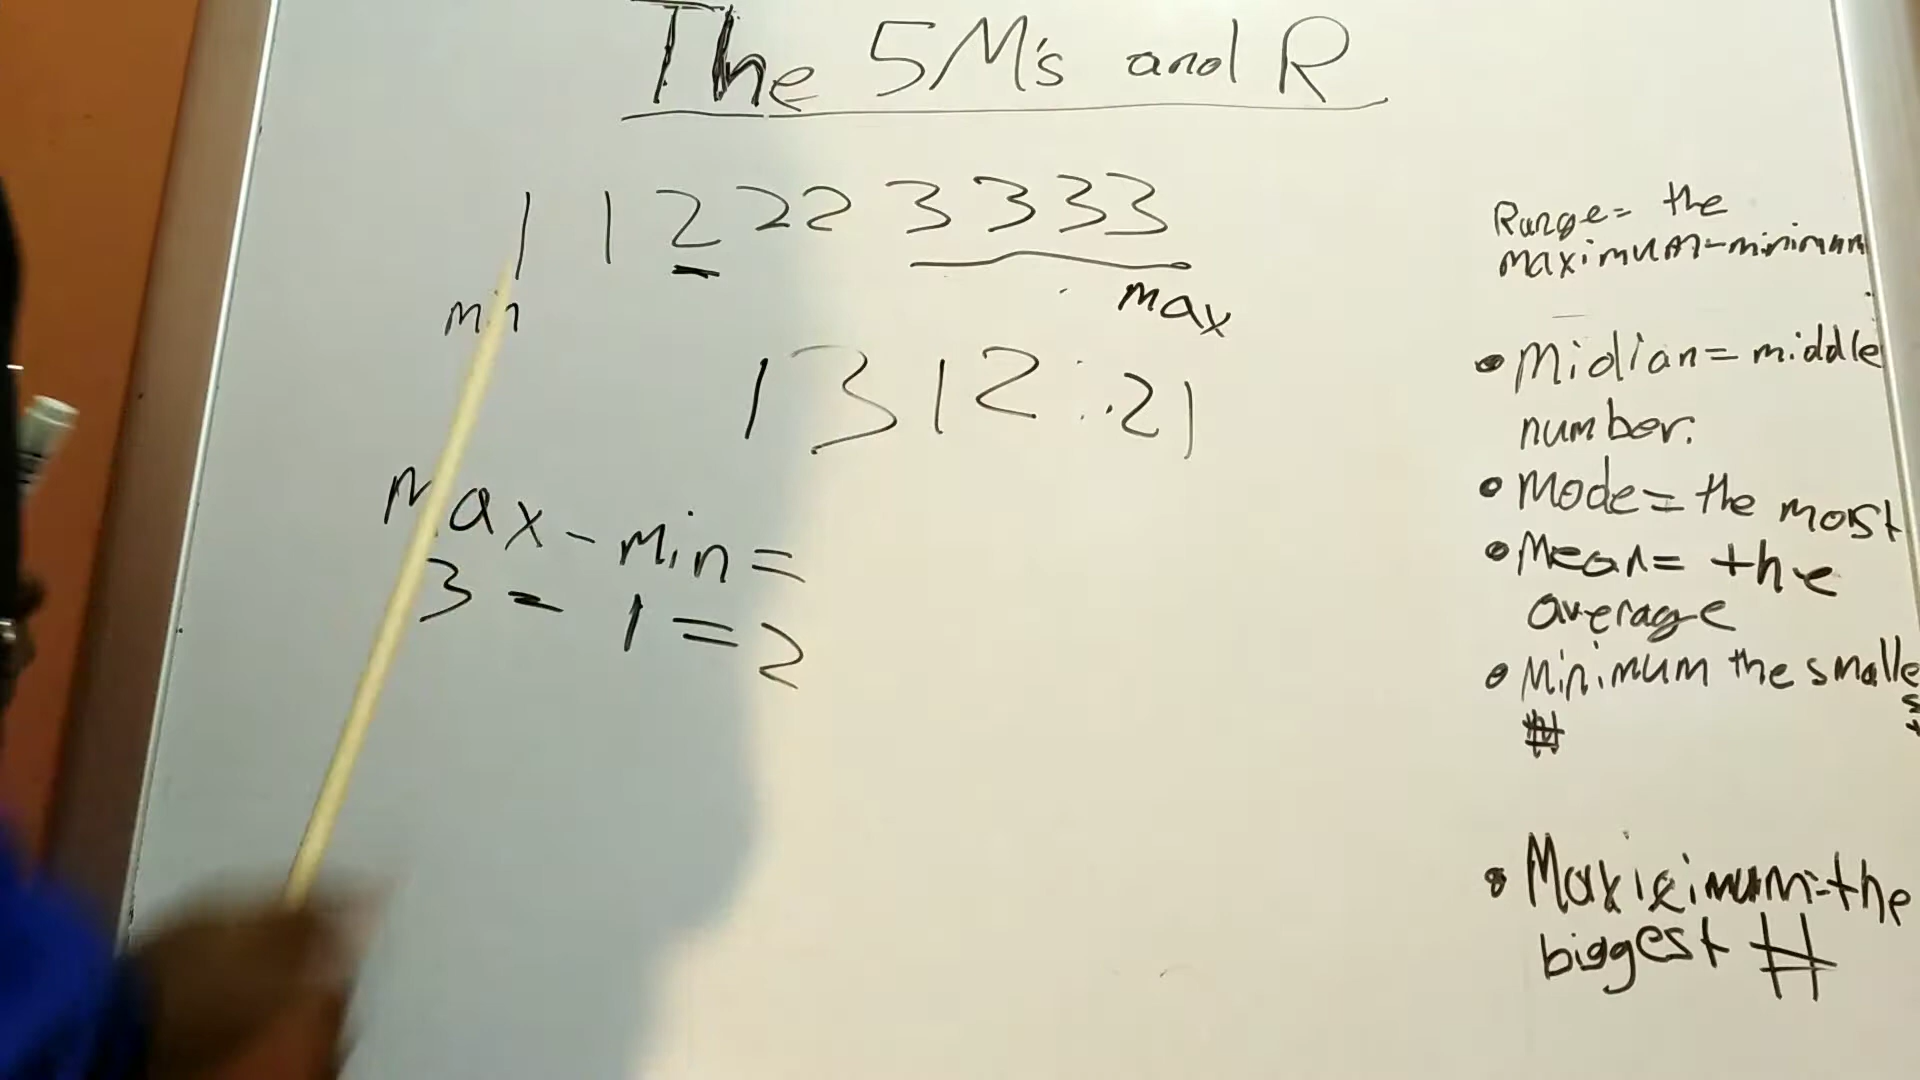 The 5M's and R
1 1 2 2 2 3 3 3 3
min
max
1 3 1 2 2 1
Max - min =
3 - 1 = 2
Range = the
maximum - minimum
• Midian = middle
number.
• Mode = the most
• Mean = the
average
• Minimum the smallest
#
• Maxiximum - the
biggest #